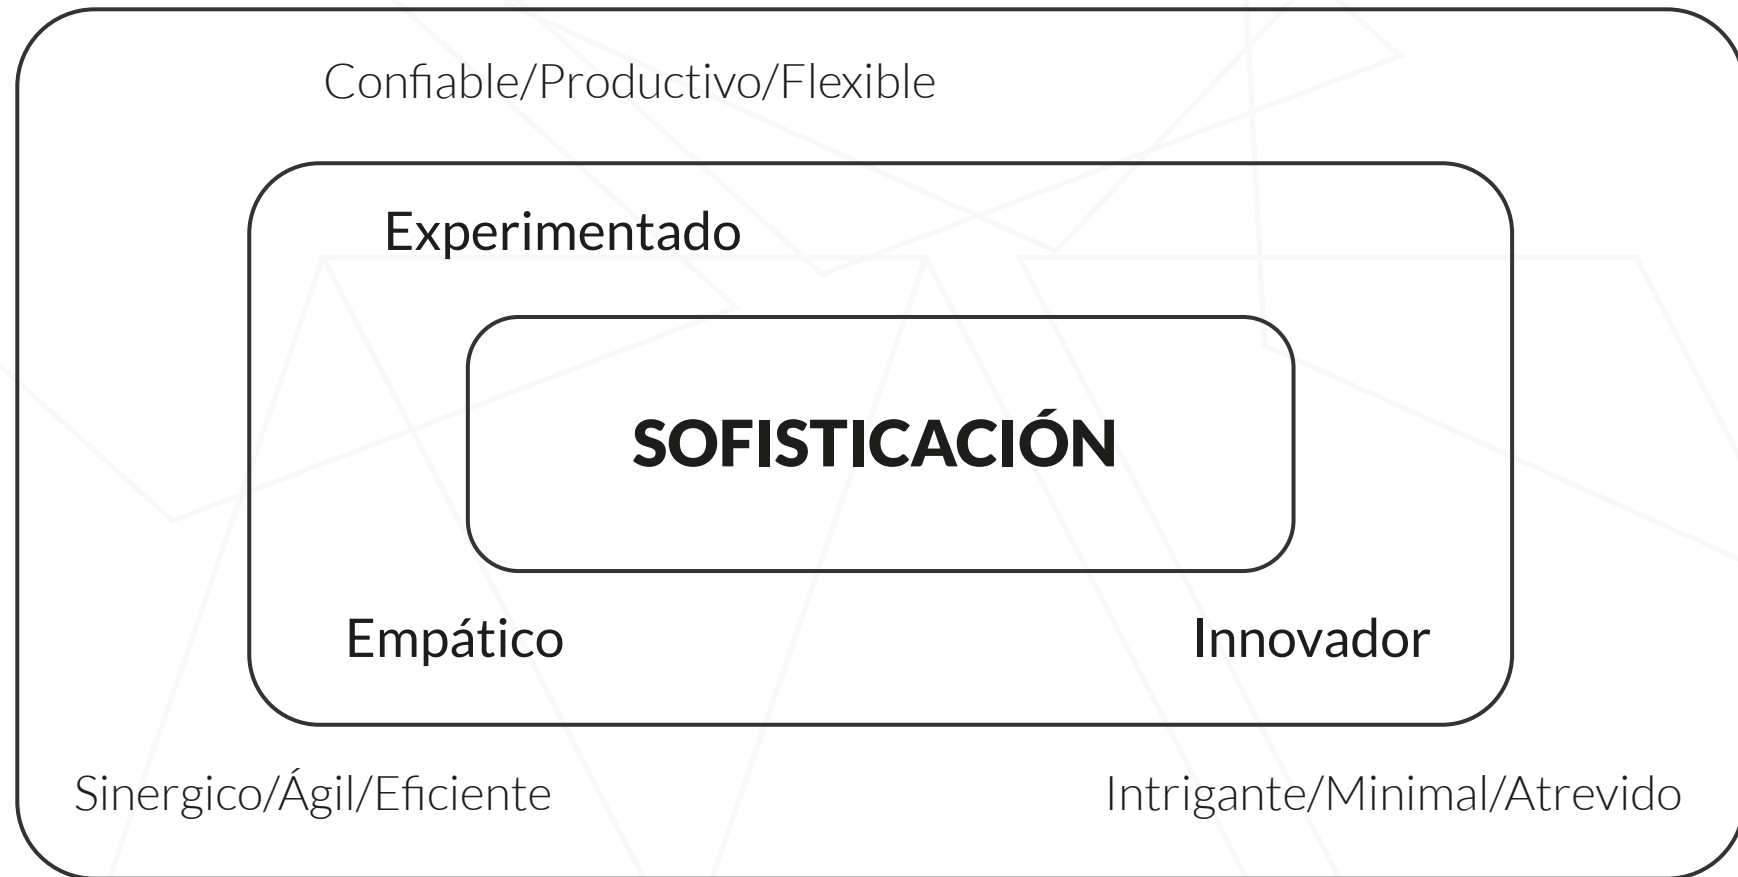 Confiable/Productivo/Flexible
Experimentado
SOFISTICACIÓN
Empático
Innovador
Sinergico/Ágil/Eficiente
Intrigante/Minimal/Atrevido